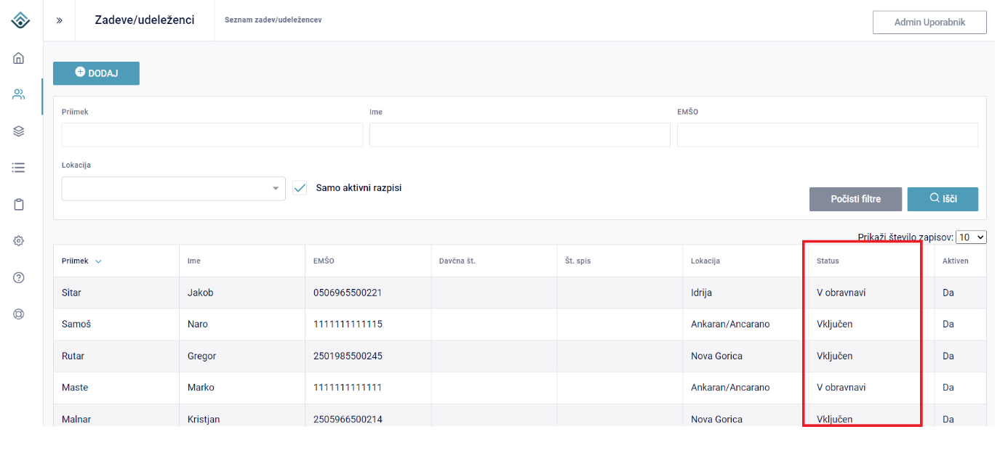 Zadeve/udeleženci
Seznam zadev/udeležencev
Admin Uporabnik
DODAJ
Priimek Ime EMŠO
Lokacija
Samo aktivni razpisi
Počisti filtre Išči
Prikaži število zapisov: 10
Priimek Ime EMŠO Davčna št. Št. spis Lokacija Status Aktiven
Sitar Jakob 0506965500221 Idrija V obravnavi Da
Samoš Naro 1111111111115 Ankaran/Ancarano Vključen Da
Rutar Gregor 2501985500245 Nova Gorica Vključen Da
Maste Marko 1111111111111 Ankaran/Ancarano V obravnavi Da
Malnar Kristjan 2505966500214 Nova Gorica Vključen Da